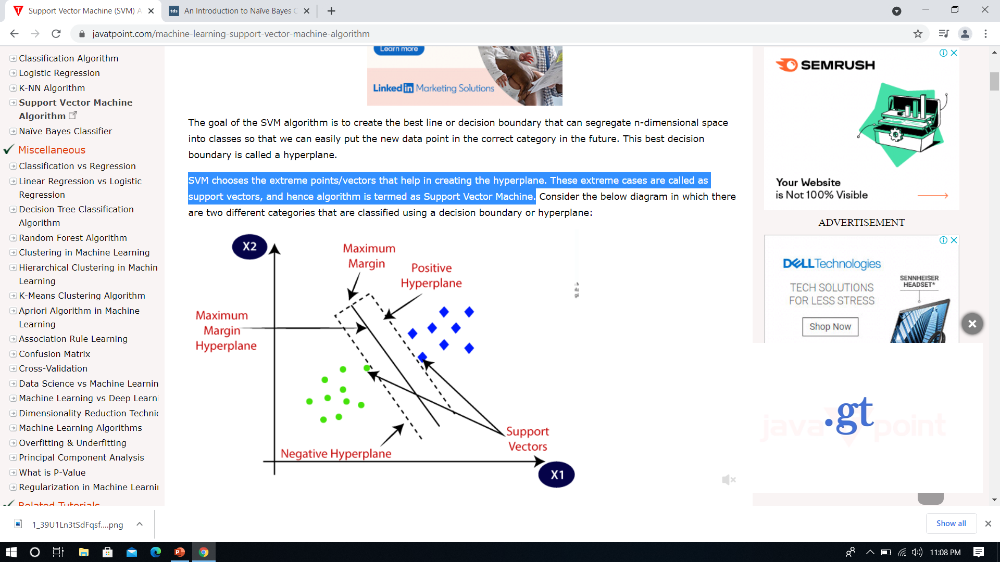 Support Vector Machine (SVM) A
tds
An Introduction to Naïve Bayes C
javatpoint.com/machine-learning-support-vector-machine-algorithm
Classification Algorithm
Logistic Regression
K-NN Algorithm
Support Vector Machine
Algorithm
Naïve Bayes Classifier
Miscellaneous
Classification vs Regression
Linear Regression vs Logistic
Regression
Decision Tree Classification
Algorithm
Random Forest Algorithm
Clustering in Machine Learning
Hierarchical Clustering in Machin
Learning
K-Means Clustering Algorithm
Apriori Algorithm in Machine
Learning
Association Rule Learning
Confusion Matrix
Cross-Validation
Data Science vs Machine Learnin
Machine Learning vs Deep Learni
Dimensionality Reduction Technic
Machine Learning Algorithms
Overfitting & Underfitting
Principal Component Analysis
What is P-Value
Regularization in Machine Learnin
Related Tutorials
Learn more
Linked in Marketing Solutions
The goal of the SVM algorithm is to create the best line or decision boundary that can segregate n-dimensional space
into classes so that we can easily put the new data point in the correct category in the future. This best decision
boundary is called a hyperplane.
SVM chooses the extreme points/vectors that help in creating the hyperplane. These extreme cases are called as
support vectors, and hence algorithm is termed as Support Vector Machine. Consider the below diagram in which there
are two different categories that are classified using a decision boundary or hyperplane:
X2
Maximum
Margin
Positive
Hyperplane
Maximum
Margin
Hyperplane
Support
Vectors
Negative Hyperplane
X1
SEMRUSH
Your Website
is Not 100% Visible
ADVERTISEMENT
DELL Technologies
SENNHEISER
HEADSET*
TECH SOLUTIONS
FOR LESS STRESS
Shop Now
java point
.gt
1_39U1Ln3tSdFqsf....png
Show all
11:08 PM